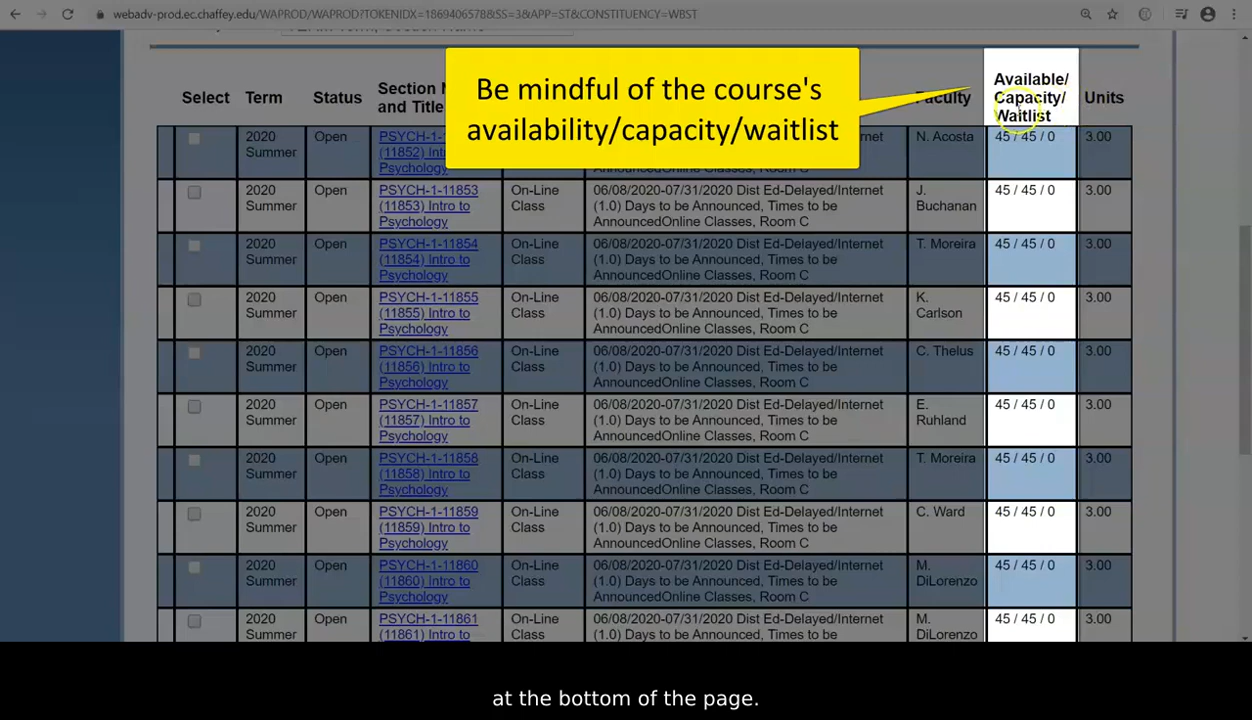 webadv-prod.ec.chaffey.edu/WAPROD/WAPROD?TOKENIDX=1869406578&SS=3&APP=ST&CONSTITUENCY=WBST
Be mindful of the course's
availability/capacity/waitlist
Select Term Status Section
and Title Faculty Available/
Capacity/
Waitlist Units
2020
Summer Open PSYCH-1-
(11852) Int
Psychology N. Acosta 45 / 45 / 0 3.00
2020
Summer Open PSYCH-1-11853
(11853) Intro to
Psychology On-Line
Class 06/08/2020-07/31/2020 Dist Ed-Delayed/Internet
(1.0) Days to be Announced, Times to be
AnnouncedOnline Classes, Room C J.
Buchanan 45 / 45 / 0 3.00
2020
Summer Open PSYCH-1-11854
(11854) Intro to
Psychology On-Line
Class 06/08/2020-07/31/2020 Dist Ed-Delayed/Internet
(1.0) Days to be Announced, Times to be
AnnouncedOnline Classes, Room C T. Moreira 45 / 45 / 0 3.00
2020
Summer Open PSYCH-1-11855
(11855) Intro to
Psychology On-Line
Class 06/08/2020-07/31/2020 Dist Ed-Delayed/Internet
(1.0) Days to be Announced, Times to be
AnnouncedOnline Classes, Room C K.
Carlson 45 / 45 / 0 3.00
2020
Summer Open PSYCH-1-11856
(11856) Intro to
Psychology On-Line
Class 06/08/2020-07/31/2020 Dist Ed-Delayed/Internet
(1.0) Days to be Announced, Times to be
AnnouncedOnline Classes, Room C C. Thelus 45 / 45 / 0 3.00
2020
Summer Open PSYCH-1-11857
(11857) Intro to
Psychology On-Line
Class 06/08/2020-07/31/2020 Dist Ed-Delayed/Internet
(1.0) Days to be Announced, Times to be
AnnouncedOnline Classes, Room C E.
Ruhland 45 / 45 / 0 3.00
2020
Summer Open PSYCH-1-11858
(11858) Intro to
Psychology On-Line
Class 06/08/2020-07/31/2020 Dist Ed-Delayed/Internet
(1.0) Days to be Announced, Times to be
AnnouncedOnline Classes, Room C T. Moreira 45 / 45 / 0 3.00
2020
Summer Open PSYCH-1-11859
(11859) Intro to
Psychology On-Line
Class 06/08/2020-07/31/2020 Dist Ed-Delayed/Internet
(1.0) Days to be Announced, Times to be
AnnouncedOnline Classes, Room C C. Ward 45 / 45 / 0 3.00
2020
Summer Open PSYCH-1-11860
(11860) Intro to
Psychology On-Line
Class 06/08/2020-07/31/2020 Dist Ed-Delayed/Internet
(1.0) Days to be Announced, Times to be
AnnouncedOnline Classes, Room C M.
DiLorenzo 45 / 45 / 0 3.00
2020
Summer Open PSYCH-1-11861
(11861) Intro to On-Line
Class 06/08/2020-07/31/2020 Dist Ed-Delayed/Internet
(1.0) Days to be Announced, Times to be M.
DiLorenzo 45 / 45 / 0 3.00
at the bottom of the page.